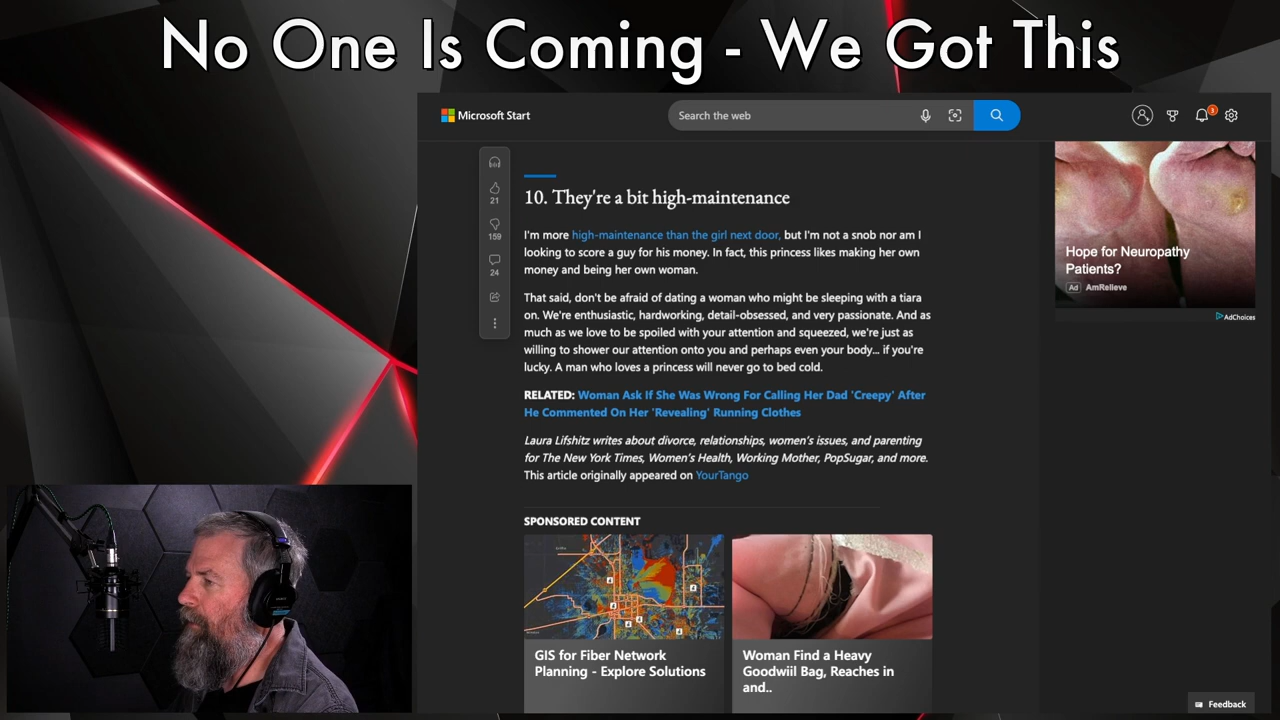 No One Is Coming - We Got This
Microsoft Start
Search the web
3
21
159
24
10. They're a bit high-maintenance
I'm more high-maintenance than the girl next door, but I'm not a snob nor am I
looking to score a guy for his money. In fact, this princess likes making her own
money and being her own woman.
That said, don't be afraid of dating a woman who might be sleeping with a tiara
on. We're enthusiastic, hardworking, detail-obsessed, and very passionate. And as
much as we love to be spoiled with your attention and squeezed, we're just as
willing to shower our attention onto you and perhaps even your body... if you're
lucky. A man who loves a princess will never go to bed cold.
RELATED: Woman Ask If She Was Wrong For Calling Her Dad 'Creepy' After
He Commented On Her 'Revealing' Running Clothes
Laura Lifshitz writes about divorce, relationships, women's issues, and parenting
for The New York Times, Women's Health, Working Mother, PopSugar, and more.
This article originally appeared on YourTango
SPONSORED CONTENT
GIS for Fiber Network
Planning - Explore Solutions
Woman Find a Heavy
Goodwiil Bag, Reaches in
and..
Hope for Neuropathy
Patients?
Ad AmRelieve
AdChoices
Feedback